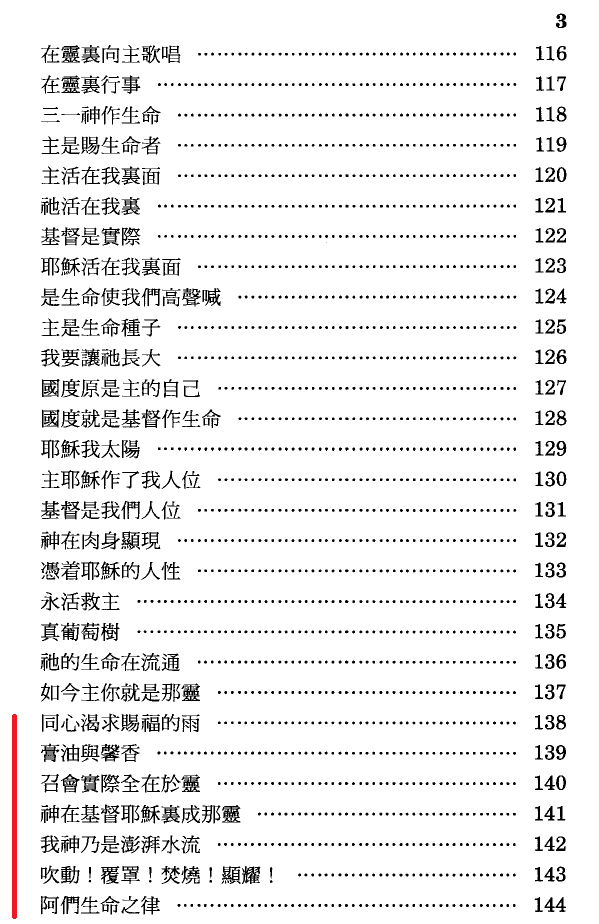 3
在靈裏向主歌唱 ………………………………………… 116
在靈裏行事 ………………………………………… 117
三一神作生命 ………………………………………… 118
主是賜生命者 ………………………………………… 119
主活在我裏面 ………………………………………… 120
祂活在我裏 ………………………………………… 121
基督是實際 ………………………………………… 122
耶穌活在我裏面 ………………………………………… 123
是生命使我們高聲喊 ………………………………………… 124
主是生命種子 ………………………………………… 125
我要讓祂長大 ………………………………………… 126
國度原是主的自己 ………………………………………… 127
國度就是基督作生命 ………………………………………… 128
耶穌我太陽 ………………………………………… 129
主耶穌作了我人位 ………………………………………… 130
基督是我們人位 ………………………………………… 131
神在肉身顯現 ………………………………………… 132
憑着耶穌的人性 ………………………………………… 133
永活救主 ………………………………………… 134
真葡萄樹 ………………………………………… 135
祂的生命在流通 ………………………………………… 136
如今主你就是那靈 ………………………………………… 137
同心渴求賜福的雨 ………………………………………… 138
膏油與馨香 ………………………………………… 139
召會實際全在於靈 ………………………………………… 140
神在基督耶穌裏成那靈 ………………………………………… 141
我神乃是澎湃水流 ………………………………………… 142
吹動！覆罩！焚燒！顯耀！ ………………………………………… 143
阿們生命之律 ………………………………………… 144